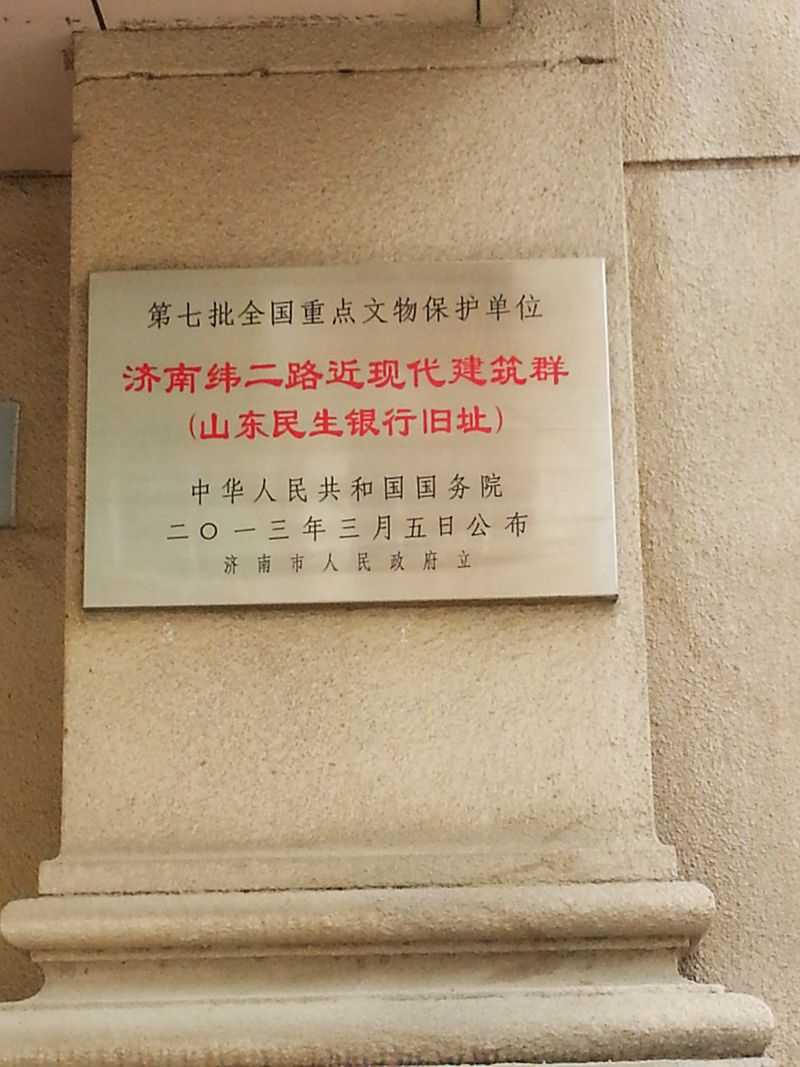 第七批全国重点文物保护单位
济南纬二路近现代建筑群
(山东民生银行旧址)
中华人民共和国国务院
二〇一三年三月五日公布
济南市人民政府立